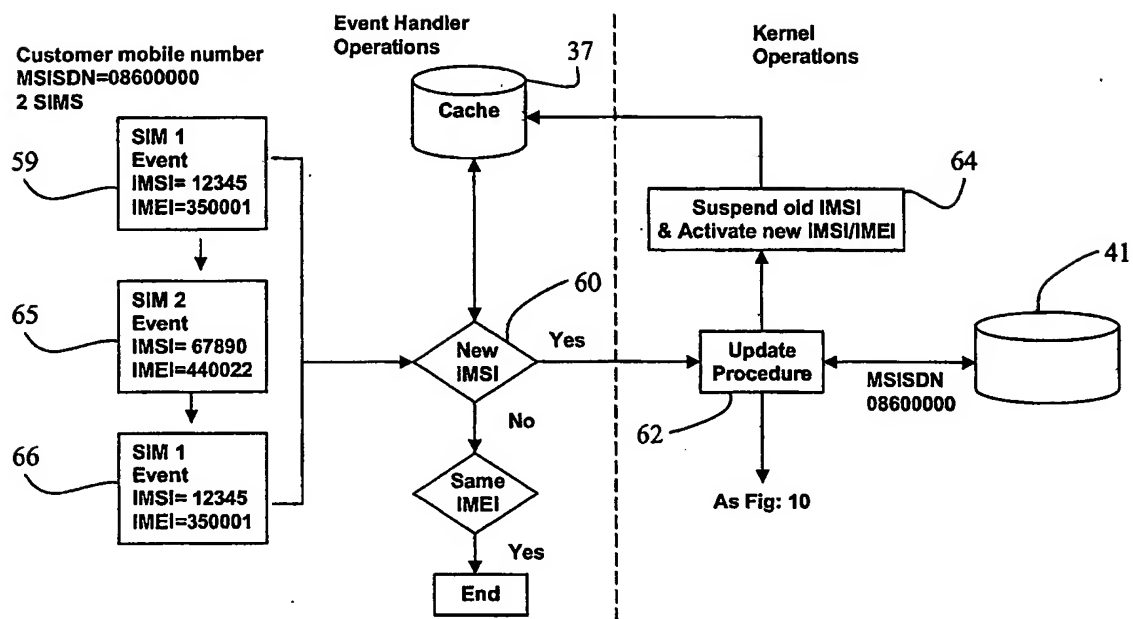 Customer mobile number
MSISDN=08600000
2 SIMS
Event Handler
Operations
Kernel
Operations
37
Cache
59
SIM 1
Event
IMSI= 12345
IMEI=350001
64
Suspend old IMSI
& Activate new IMSI/IMEI
41
65
SIM 2
Event
IMSI= 67890
IMEI=440022
60
New
IMSI
Yes
Update
Procedure
MSISDN
08600000
62
No
66
SIM 1
Event
IMSI= 12345
IMEI=350001
Same
IMEI
As Fig: 10
Yes
End